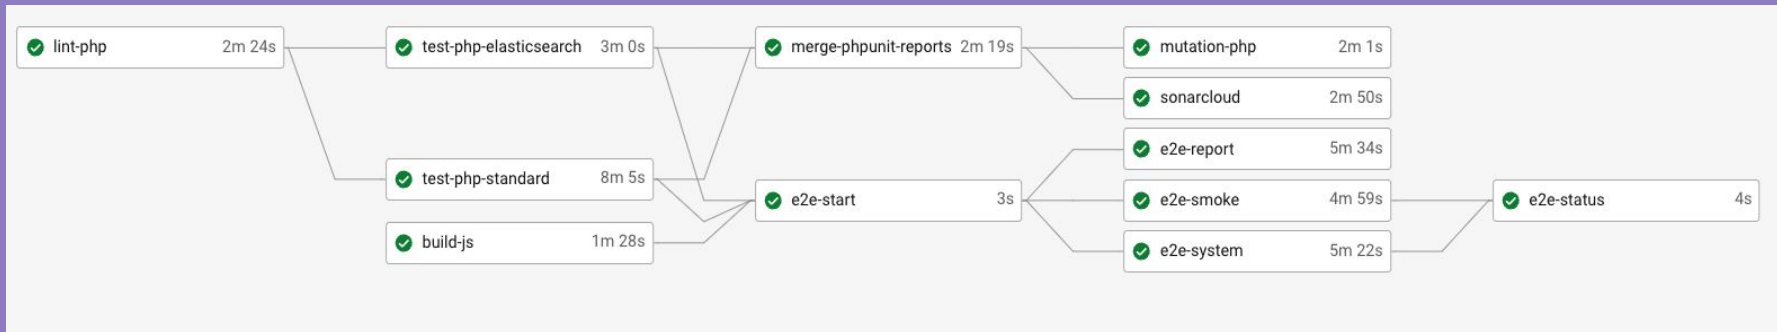 lint-php 2m 24s
test-php-elasticsearch 3m 0s
test-php-standard 8m 5s
build-js 1m 28s
merge-phpunit-reports 2m 19s
e2e-start 3s
mutation-php 2m 1s
sonarcloud 2m 50s
e2e-report 5m 34s
e2e-smoke 4m 59s
e2e-system 5m 22s
e2e-status 4s